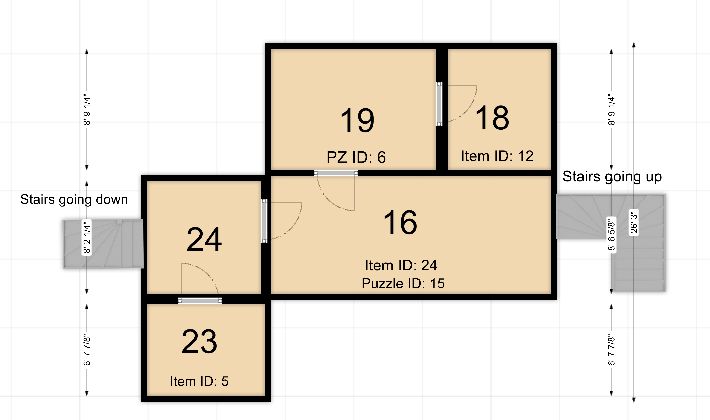 19
PZ ID: 6
18
Item ID: 12
8' 9 1/4"
8' 9 1/4"
Stairs going up
Stairs going down
24
16
Item ID: 24
Puzzle ID: 15
8' 2 1/4"
5' 6 5/8"
26' 3"
23
Item ID: 5
6' 7 7/8"
6' 7 7/8"